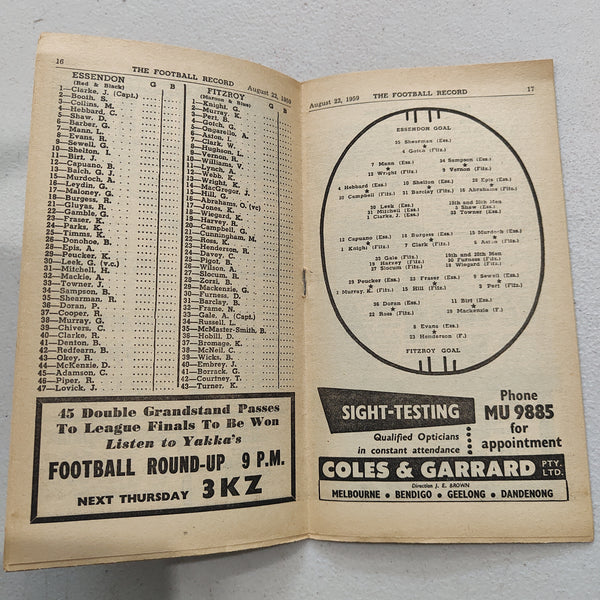 16
THE FOOTBALL RECORD
August 23, 1959
ESSENDON
(Red & Black)
G B
1—Clarke, J. (Capt.)
2—Booth, S.
3—Collins, M.
4—Hebbard, C.
5—Shaw, D.
6—Barber, G.
7—Mann, L.
8—Evans, R.
9—Sewell, G.
10—Shelton, I.
11—Birt, J.
12—Capuano, B.
13—Balch, G. J.
15—Murdoch, A.
16—Leydin, G.
17—Maloney, G.
18—Burgess, R.
21—Gluyas, R.
22—Gamble, G.
23—Fraser, K.
24—Parks, K.
25—Timms, K.
26—Donohoe, B.
28—Epis, A.
29—Peucker, K.
30—Leek, G. (v.c.)
31—Mitchell, H.
32—Mackie, A.
33—Towner, J.
34—Sampson, B.
35—Shearman, R.
36—Doran, P.
37—Cooper, R.
38—Murray, G.
39—Chivers, C.
40—Clarke, R.
41—Denton, B.
42—Redfearn, B.
43—Okey, R.
44—McKenzie, D.
45—Adamson, C.
46—Piper, R.
47—Lovick, J.
FITZROY
(Maroon & Blue)
G B
1—Knight, G.
2—Murray, K.
3—Pert, B.
4—Gotch, G.
5—Ongarello, A.
6—Aston, I.
7—Clark, W.
8—Hughson, L.
9—Vernon, R.
10—Williams, V.
11—Lynch, A.
12—Webb, K.
13—Wright, K.
14—MacGregor, J.
15—Hill, G.
16—Abrahams, O. (vc)
17—Jones, K.
18—Wiegard, K.
19—Harvey, R.
20—Campbell, G.
21—Cunningham, M.
22—Ross, K.
23—Henderson, R.
24—Davey, C.
25—Pigot, B.
26—Wilson, A.
27—Slocum, R.
28—Zorzi, B.
29—Mackenzie, G.
30—Furness, D.
31—Barclay, B.
32—Frame, N.
33—Gale, A. (Capt.)
34—Russell, L.
35—McMaster-Smith, B.
36—Hobill, D.
37—Bromage, K.
38—McNeil, C.
39—Wicks, B.
40—Embrey, J.
41—Borrack, G.
42—Courtney, T.
43—Turner, K.
45 Double Grandstand Passes
To League Finals To Be Won
Listen to Yakka's
FOOTBALL ROUND-UP 9 P.M.
NEXT THURSDAY 3KZ
August 23, 1959
THE FOOTBALL RECORD
17
ESSENDON GOAL
35 Shearman (Ess.)
4 Gotch (Fitz.)
7 Mann (Ess.)
13 Wright (Fitz.)
34 Sampson (Ess.)
9 Vernon (Fitz.)
4 Hebbard (Ess.)
20 Campbell (Fitz.)
10 Shelton (Ess.)
31 Barclay (Fitz.)
28 Epis (Ess.)
16 Abrahams (Fitz.)
30 Leek (Ess.)
31 Mitchell (Ess.)
1 Clarke, J. (Ess.)
19th and 20th Men
5 Shaw (Ess.)
33 Towner (Ess.)
12 Capuano (Ess.)
1 Knight (Fitz.)
18 Burgess (Ess.)
7 Clark (Fitz.)
15 Murdoch (Ess.)
6 Aston (Fitz.)
33 Gale (Fitz.)
19 Harvey (Fitz.)
27 Slocum (Fitz.)
19th and 20th Men
30 Furness (Fitz.)
18 Wiegard (Fitz.)
29 Peucker (Ess.)
2 Murray, K. (Fitz.)
23 Fraser (Ess.)
15 Hill (Fitz.)
9 Sewell (Ess.)
3 Pert (Fitz.)
36 Doran (Ess.)
22 Ross (Fitz.)
11 Birt (Ess.)
29 Mackenzie (F.)
8 Evans (Ess.)
23 Henderson (F.)
FITZROY GOAL
SIGHT-TESTING
Qualified Opticians
in constant attendance
Phone
MU 9885
for
appointment
COLES & GARRARD PTY. LTD.
Direction J. E. BROWN
MELBOURNE • BENDIGO • GEELONG • DANDENONG